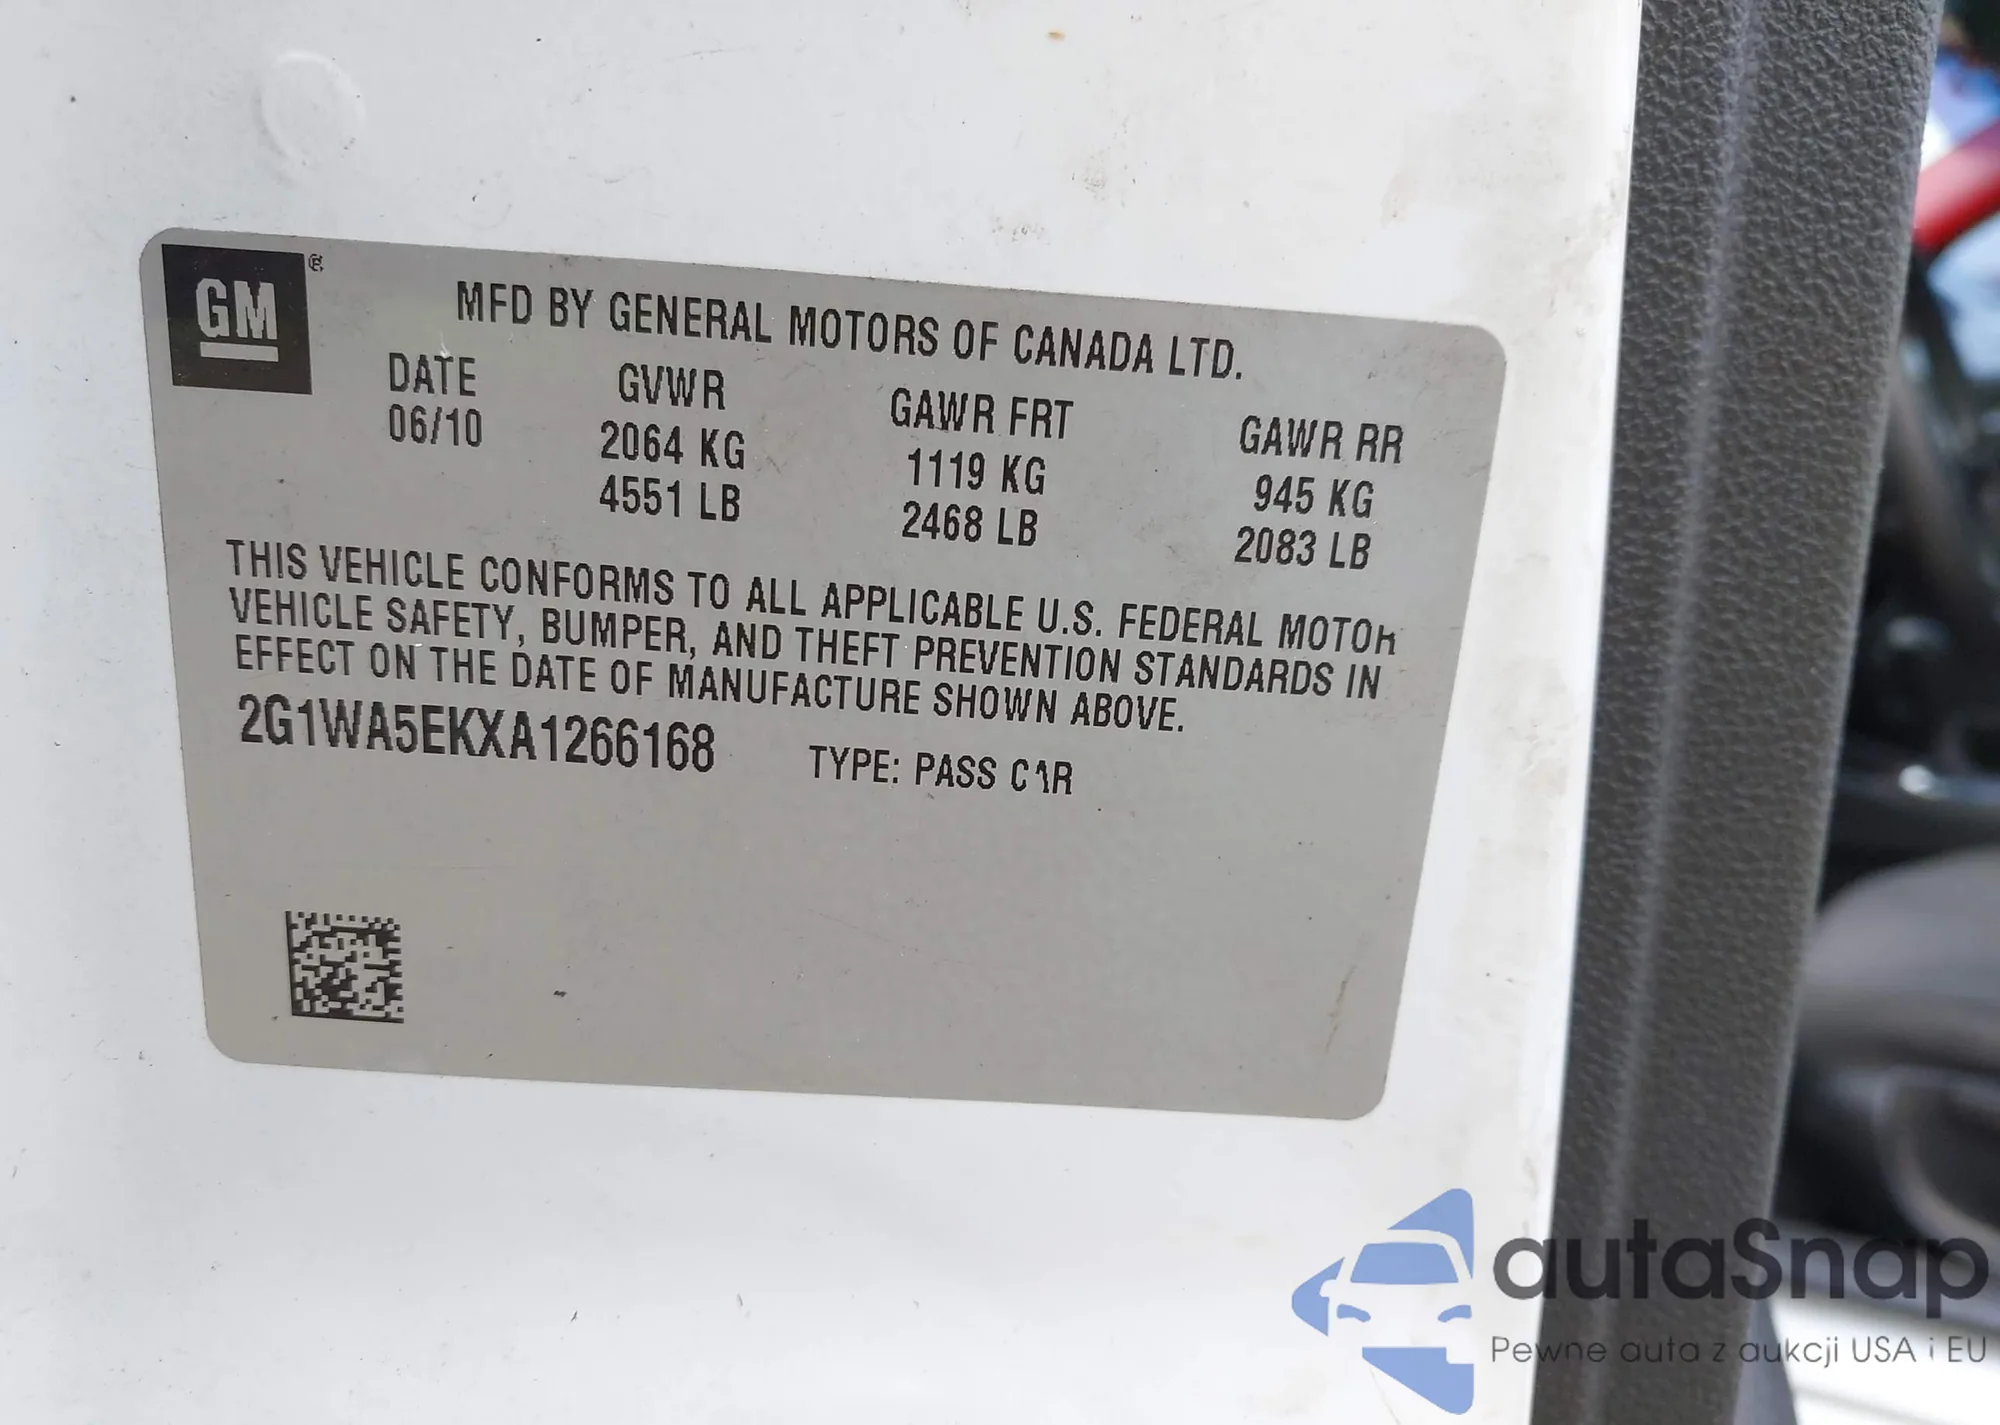 GM ®
MFD BY GENERAL MOTORS OF CANADA LTD.
DATE GVWR GAWR FRT GAWR RR
06/10 2064 KG 1119 KG 945 KG
4551 LB 2468 LB 2083 LB
THIS VEHICLE CONFORMS TO ALL APPLICABLE U.S. FEDERAL MOTOR
VEHICLE SAFETY, BUMPER, AND THEFT PREVENTION STANDARDS IN
EFFECT ON THE DATE OF MANUFACTURE SHOWN ABOVE.
2G1WA5EKXA1266168 TYPE: PASS CAR
autaSnap
Pewne auta z aukcji USA i EU